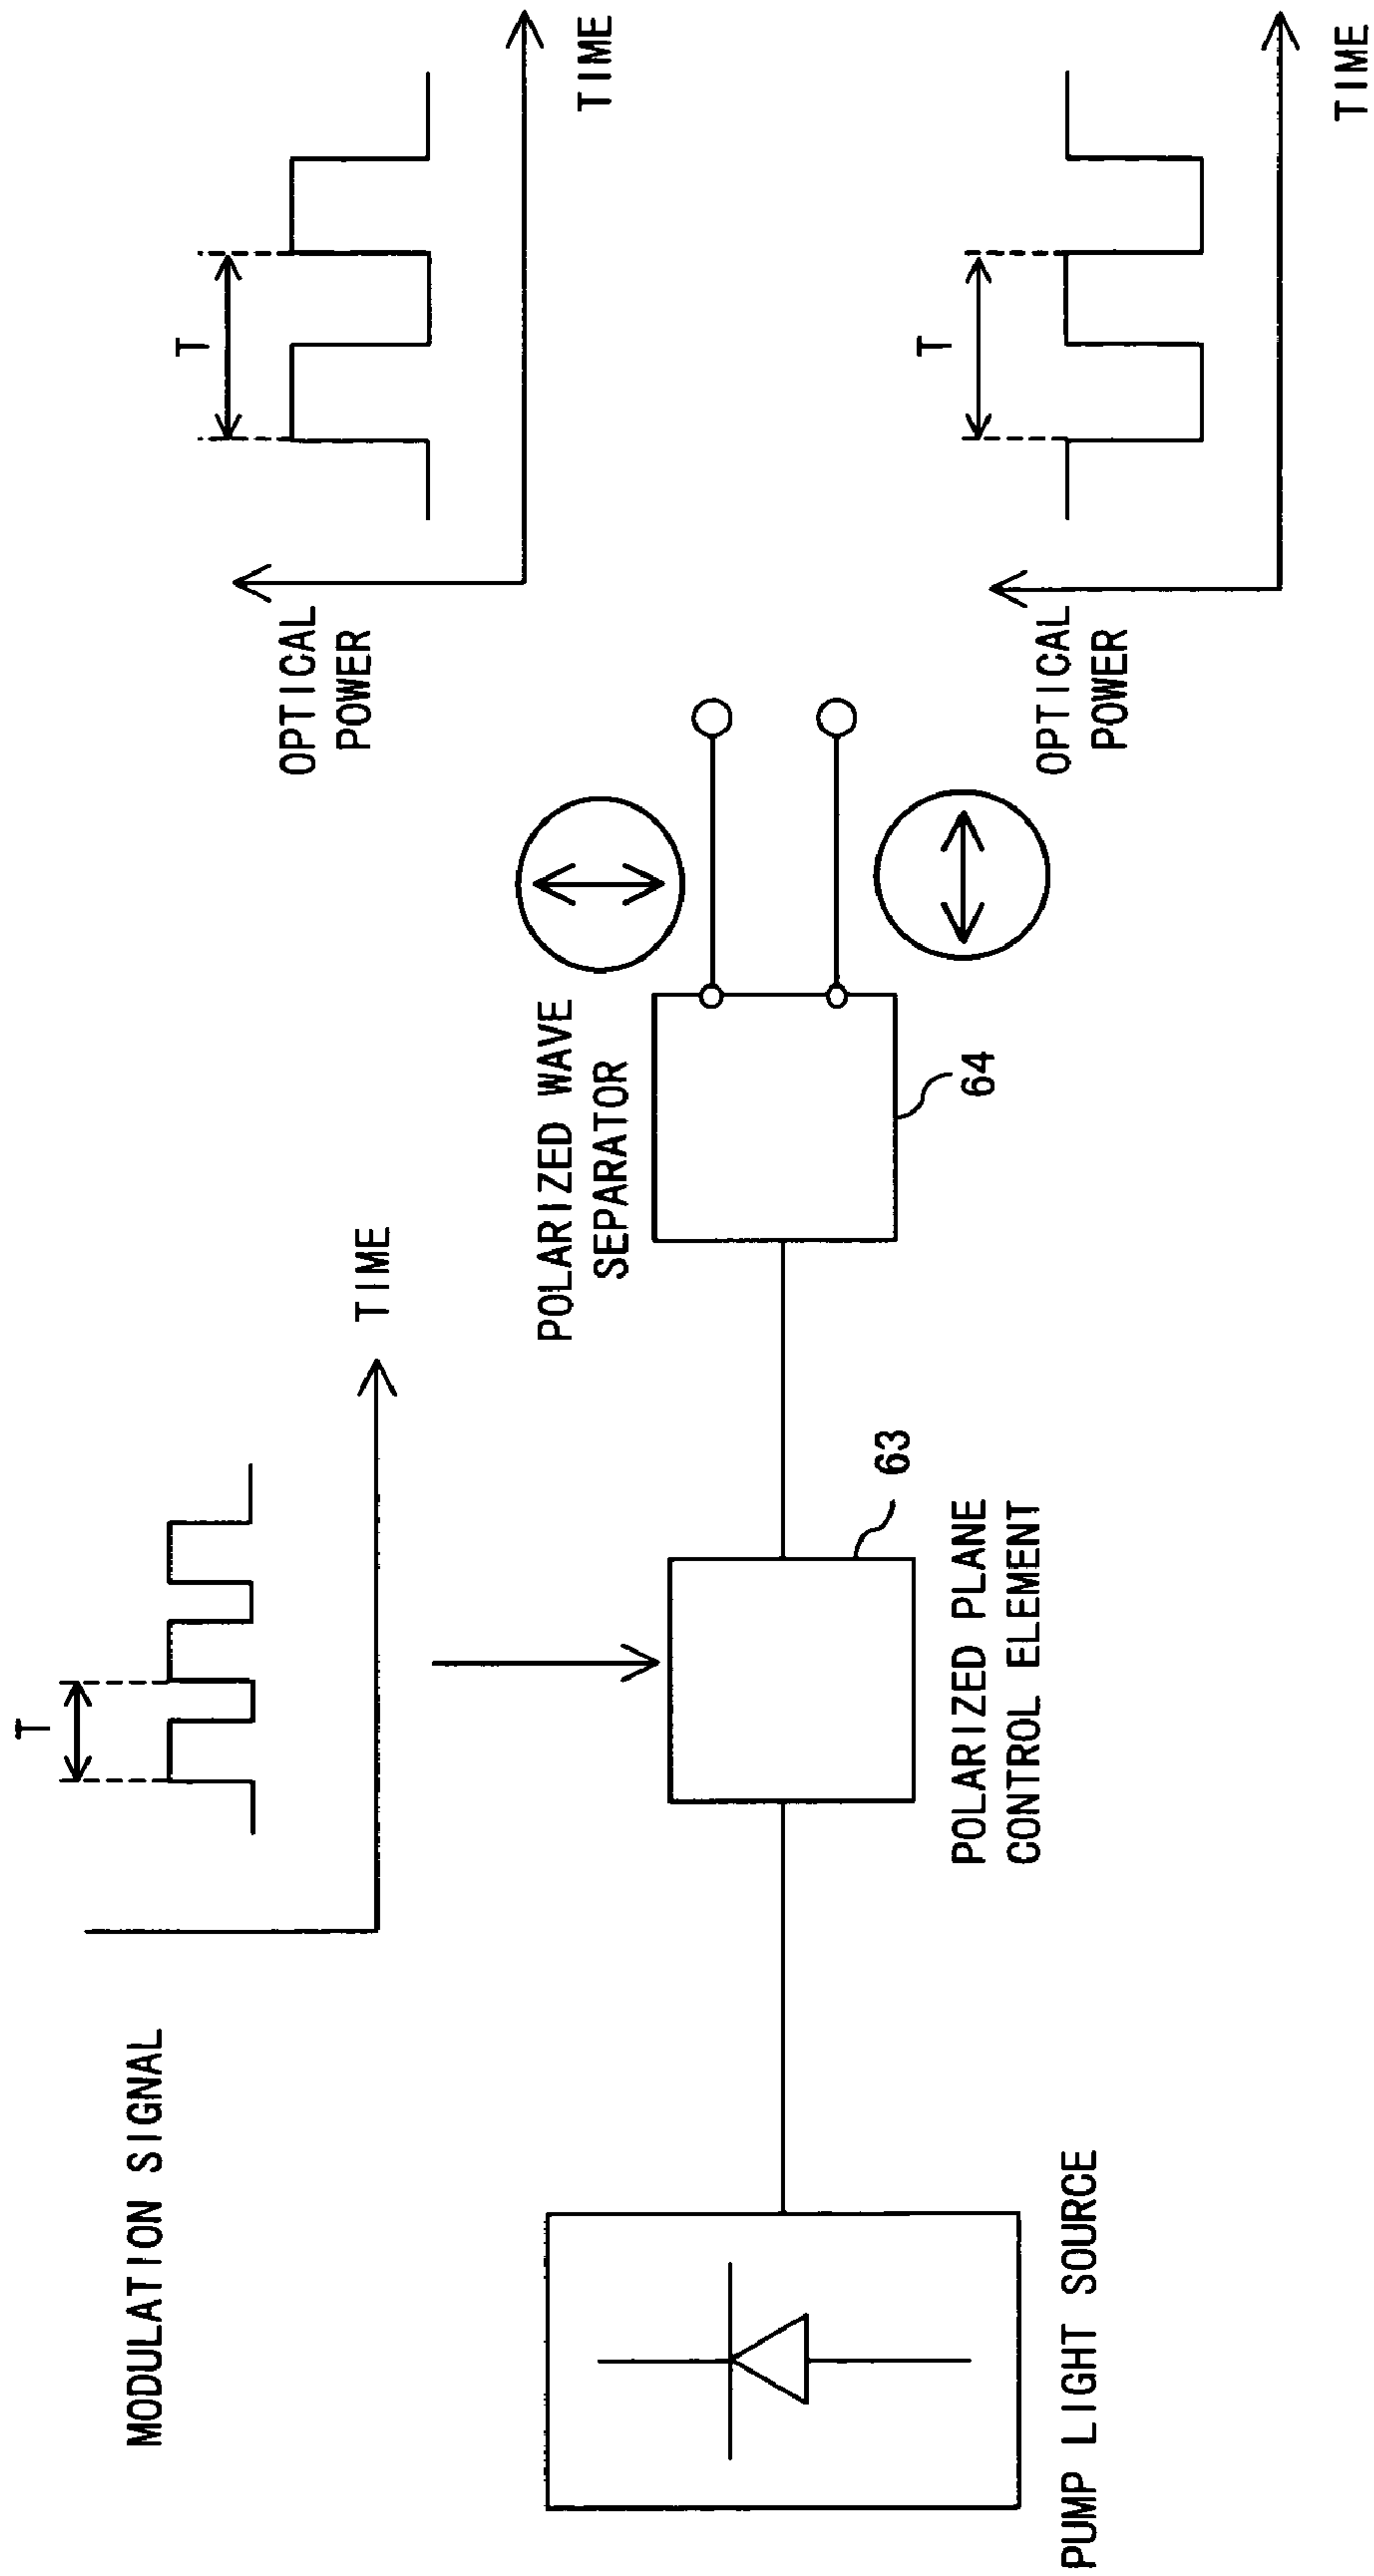 MODULATION SIGNAL
T
TIME
PUMP LIGHT SOURCE
63
POLARIZED PLANE
CONTROL ELEMENT
POLARIZED WAVE
SEPARATOR
64
OPTICAL
POWER
T
TIME
OPTICAL
POWER
T
TIME